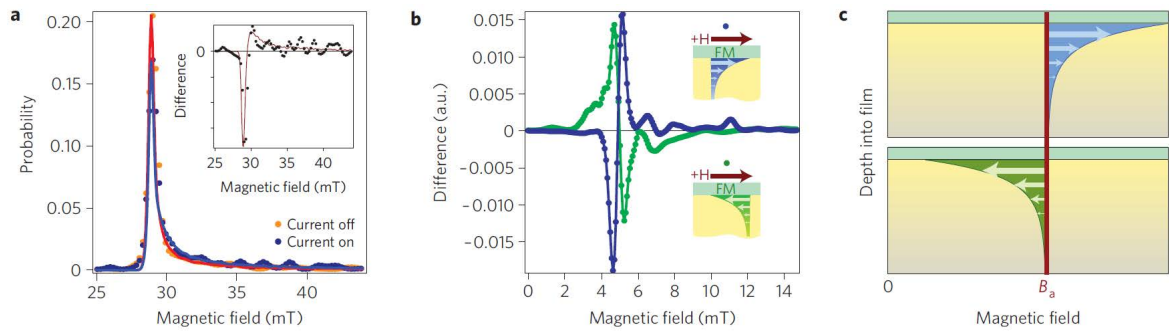 a
0.20
0.15
0.10
0.05
0
Probability
25
30
35
40
Magnetic field (mT)
Difference
0
25 30 35 40
Magnetic field (mT)
Current off
Current on
b
0.015
0.010
0.005
0
-0.005
-0.010
-0.015
Difference (a.u.)
0 2 4 6 8 10 12 14
Magnetic field (mT)
+H
FM
+H
FM
c
Depth into film
0
Ba
Magnetic field